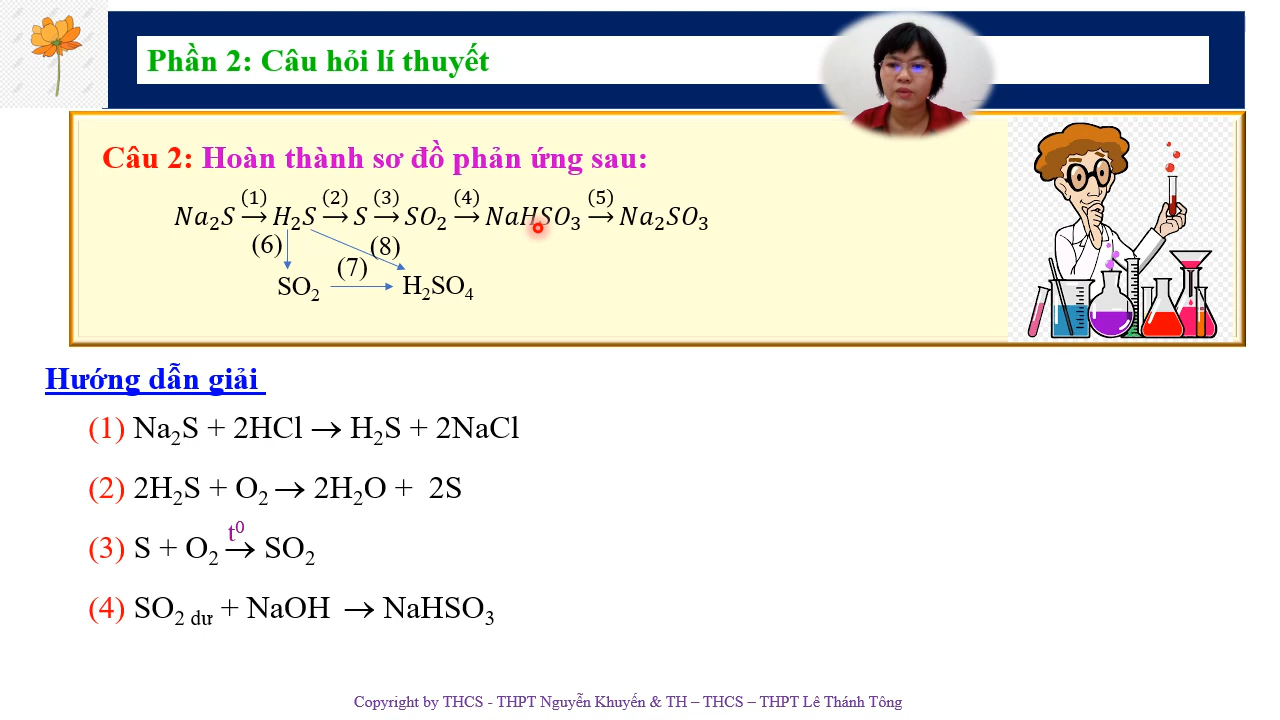 Phần 2: Câu hỏi lí thuyết
Câu 2: Hoàn thành sơ đồ phản ứng sau:
Na₂S (1)→ H₂S (2)→ S (3)→ SO₂ (4)→ NaHSO₃ (5)→ Na₂SO₃
(6) (8)
(7)
SO₂ → H₂SO₄
Hướng dẫn giải
(1) Na₂S + 2HCl → H₂S + 2NaCl
(2) 2H₂S + O₂ → 2H₂O + 2S
(3) S + O₂ t⁰→ SO₂
(4) SO₂ dư + NaOH → NaHSO₃
Copyright by THCS - THPT Nguyễn Khuyến & TH – THCS – THPT Lê Thánh Tông